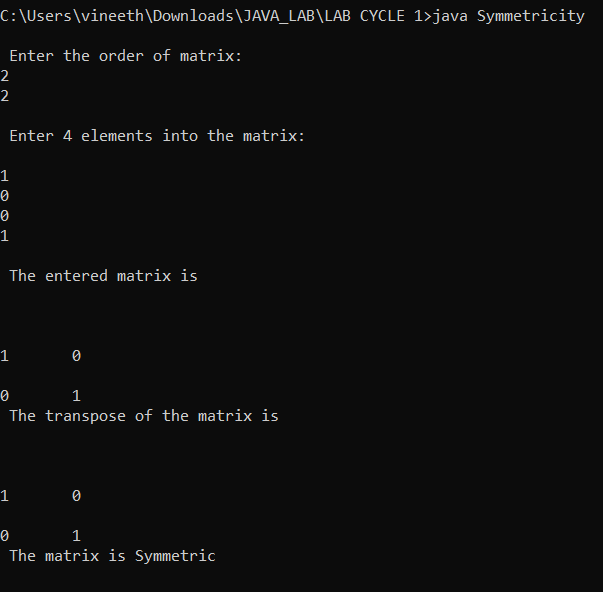 C:\Users\vineeth\Downloads\JAVA_LAB\LAB CYCLE 1>java Symmetricity
Enter the order of matrix:
2
2
Enter 4 elements into the matrix:
1
0
0
1
The entered matrix is
1 0
0 1
The transpose of the matrix is
1 0
0 1
The matrix is Symmetric